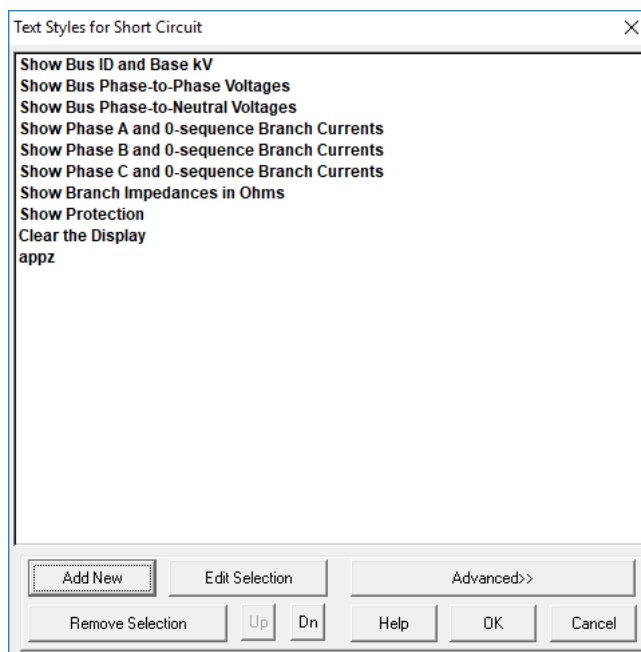 Text Styles for Short Circuit
Show Bus ID and Base kV
Show Bus Phase-to-Phase Voltages
Show Bus Phase-to-Neutral Voltages
Show Phase A and 0-sequence Branch Currents
Show Phase B and 0-sequence Branch Currents
Show Phase C and 0-sequence Branch Currents
Show Branch Impedances in Ohms
Show Protection
Clear the Display
appz
Add New Edit Selection Advanced>>
Remove Selection Up Dn Help OK Cancel